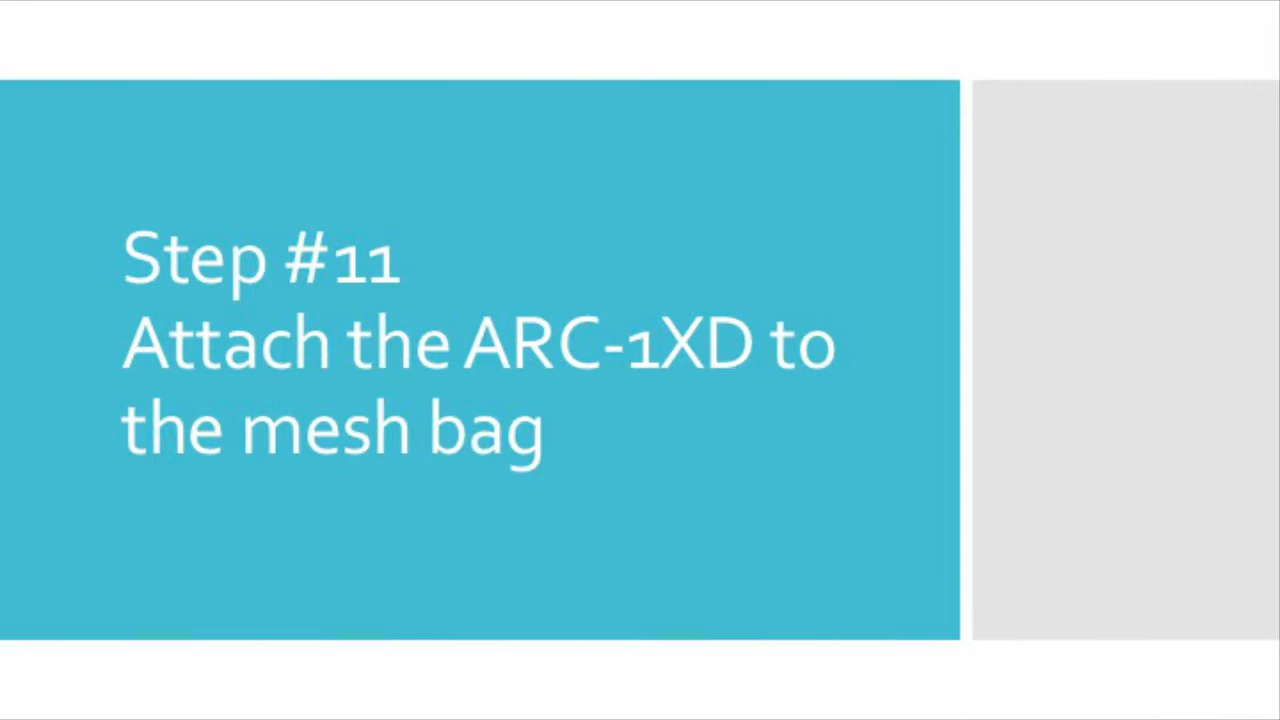 Step #11
Attach the ARC-1XD to
the mesh bag